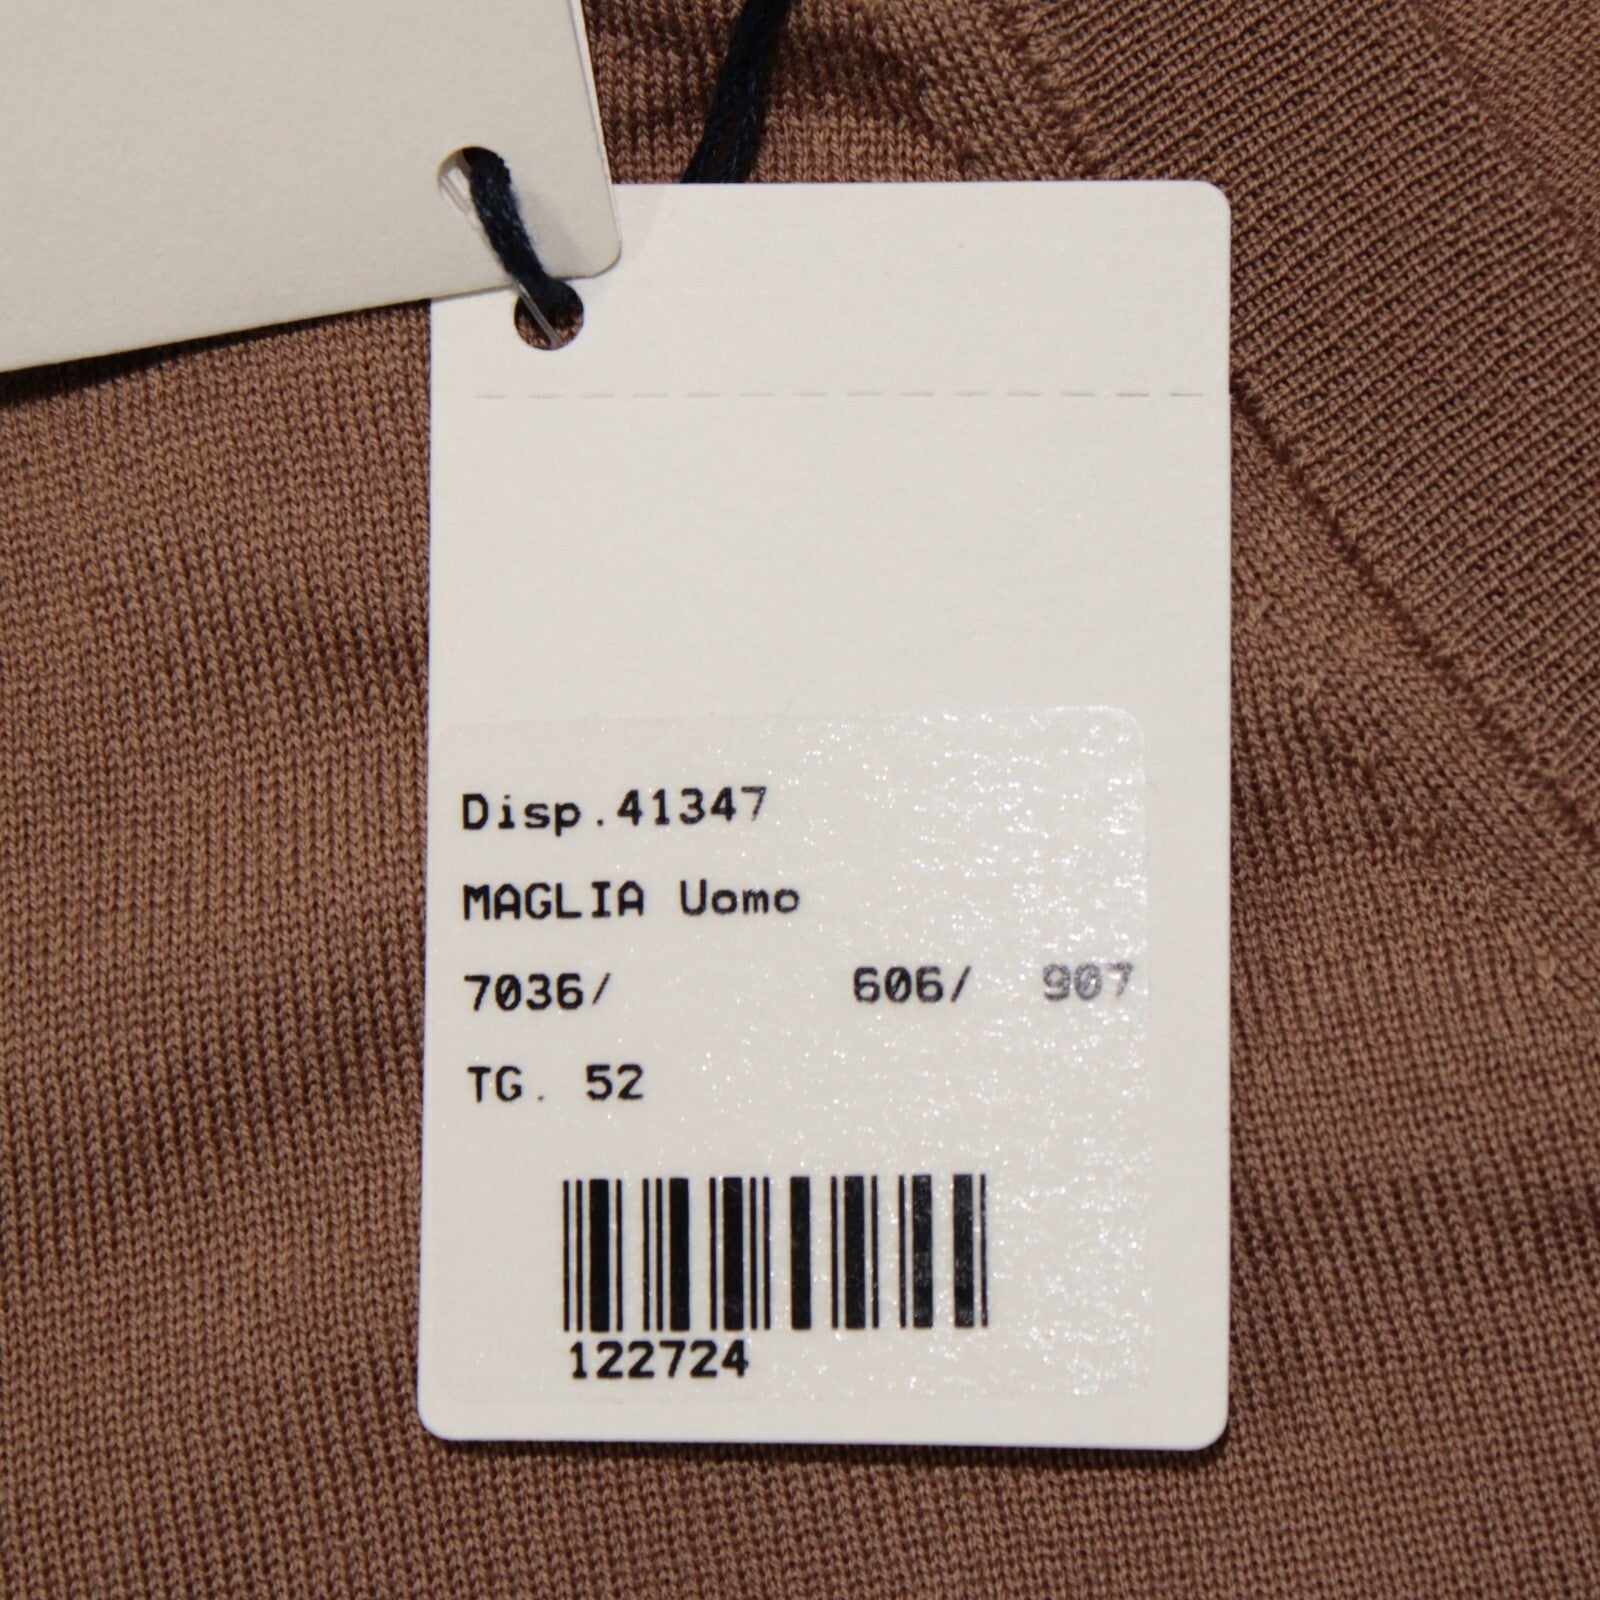 Disp.41347
MAGLIA Uomo
7036/ 606/ 907
TG. 52
122724